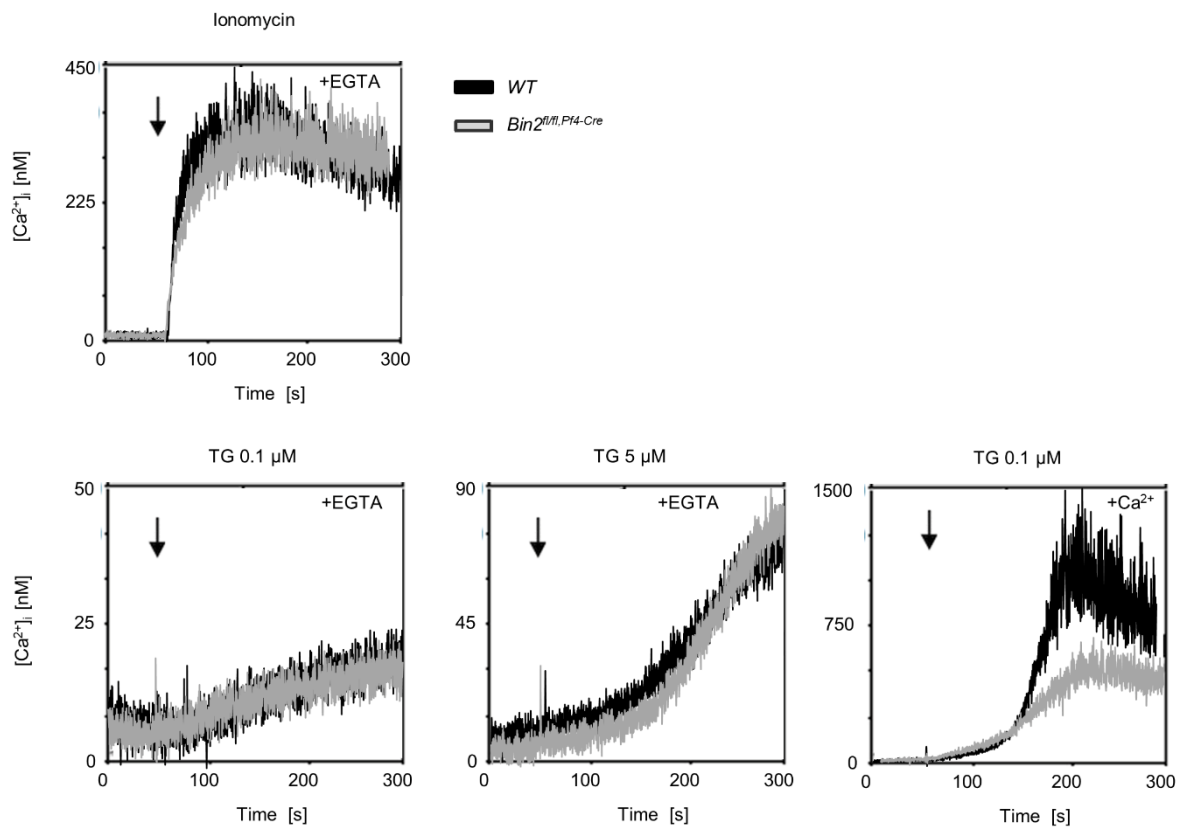 Ionomycin
450
+EGTA
WT
Bin2fl/fl,Pf4-Cre
[Ca2+]i [nM]
225
0
0 100 200 300
Time [s]
TG 0.1 µM
TG 5 µM
TG 0.1 µM
50
+EGTA
90
+EGTA
1500
+Ca2+
[Ca2+]i [nM]
25
45
750
0
0
0
0 100 200 300
0 100 200 300
0 100 200 300
Time [s]
Time [s]
Time [s]